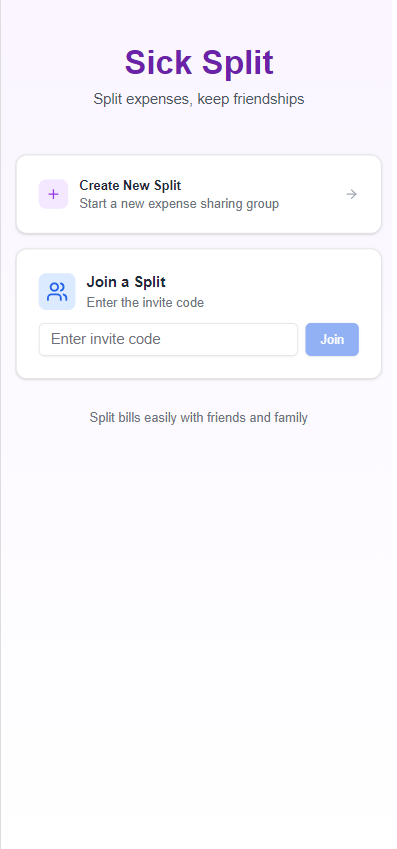 Sick Split
Split expenses, keep friendships
Create New Split
Start a new expense sharing group
Join a Split
Enter the invite code
Enter invite code
Join
Split bills easily with friends and family